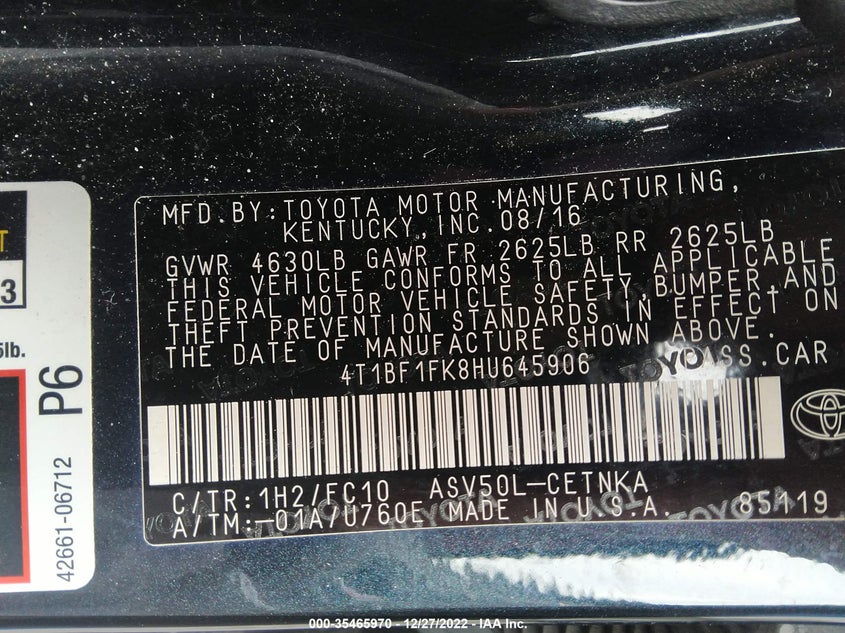 MFD.BY:TOYOTA MOTOR MANUFACTURING,
KENTUCKY,INC.08/16
GVWR 4630LB GAWR FR 2625LB RR 2625LB
THIS VEHICLE CONFORMS TO ALL APPLICABLE
FEDERAL MOTOR VEHICLE SAFETY,BUMPER,AND
THEFT PREVENTION STANDARDS IN EFFECT ON
THE DATE OF MANUFACTURE SHOWN ABOVE.
4T1BF1FK8HU645906 PASS.CAR
C/TR:1H2/FC10 ASV50L-CETNKA
A/TM:-01A/U760E MADE IN U.S.A. 85119
TOYOTA
T
3
lb.
P6
42661-06712
000-35465970 - 12/27/2022 - IAA Inc.